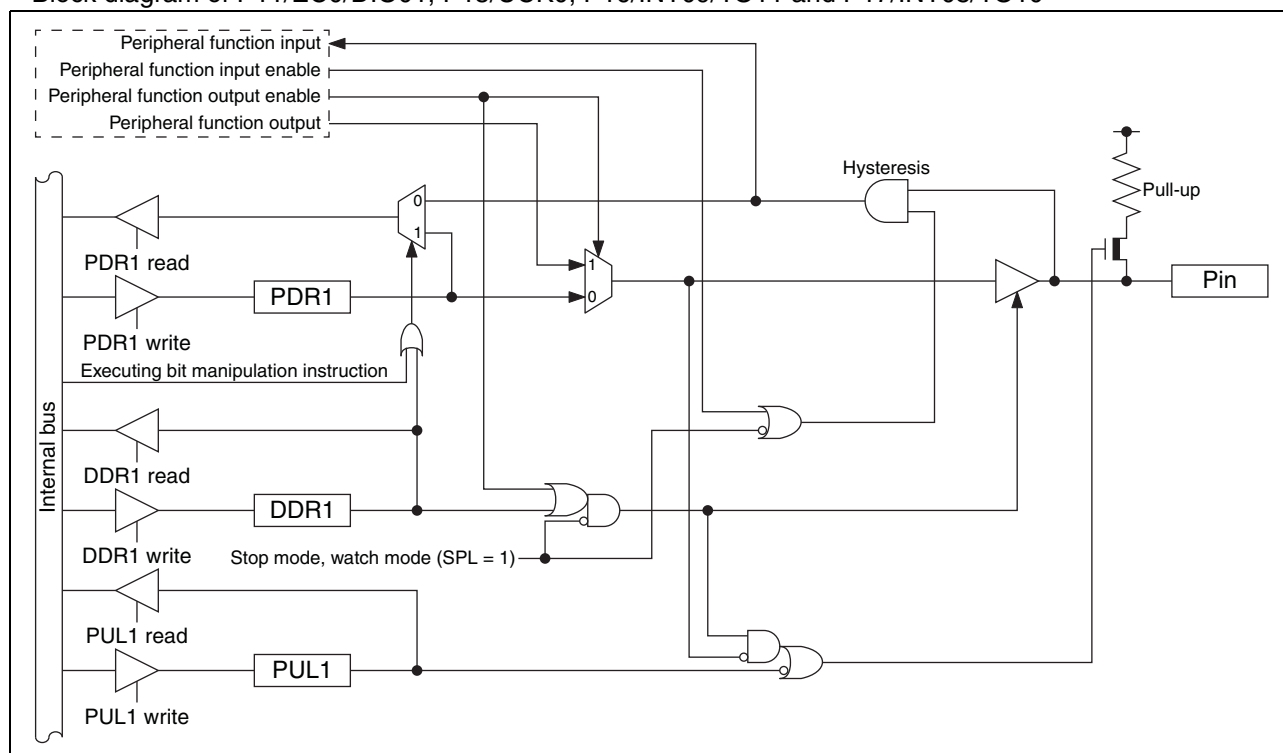 Peripheral function input
Peripheral function input enable
Peripheral function output enable
Peripheral function output
Hysteresis
Pull-up
0
1
PDR1 read
1
0
PDR1
Pin
PDR1 write
Executing bit manipulation instruction
Internal bus
DDR1 read
DDR1
DDR1 write
Stop mode, watch mode (SPL = 1)
PUL1 read
PUL1
PUL1 write